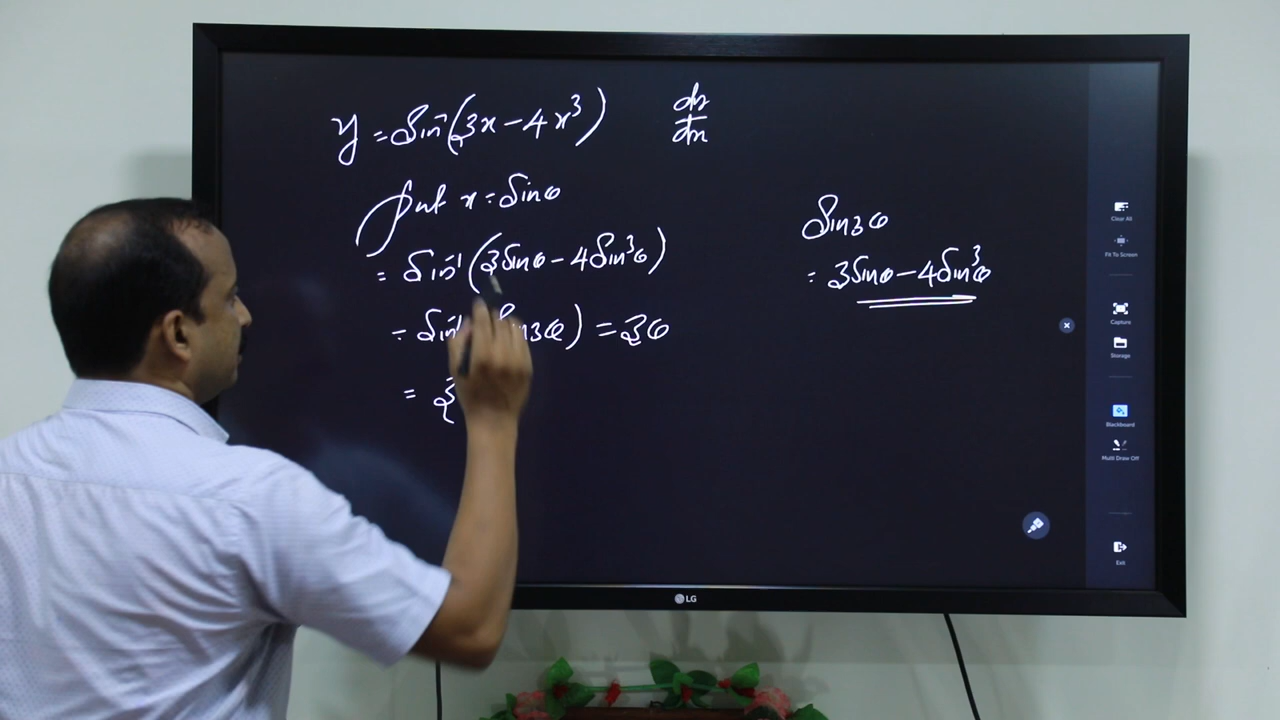 y = Sin⁻¹(3x – 4x³) dy/dx
put x = Sinθ
= Sin⁻¹(3Sinθ – 4Sin³θ)
= Sin⁻¹ Sin3θ) = 3θ
= 3
Sin3θ
= 3Sinθ – 4Sin³θ
Clear All
Fit To Screen
Capture
Storage
Blackboard
Multi Draw Off
Exit
LG